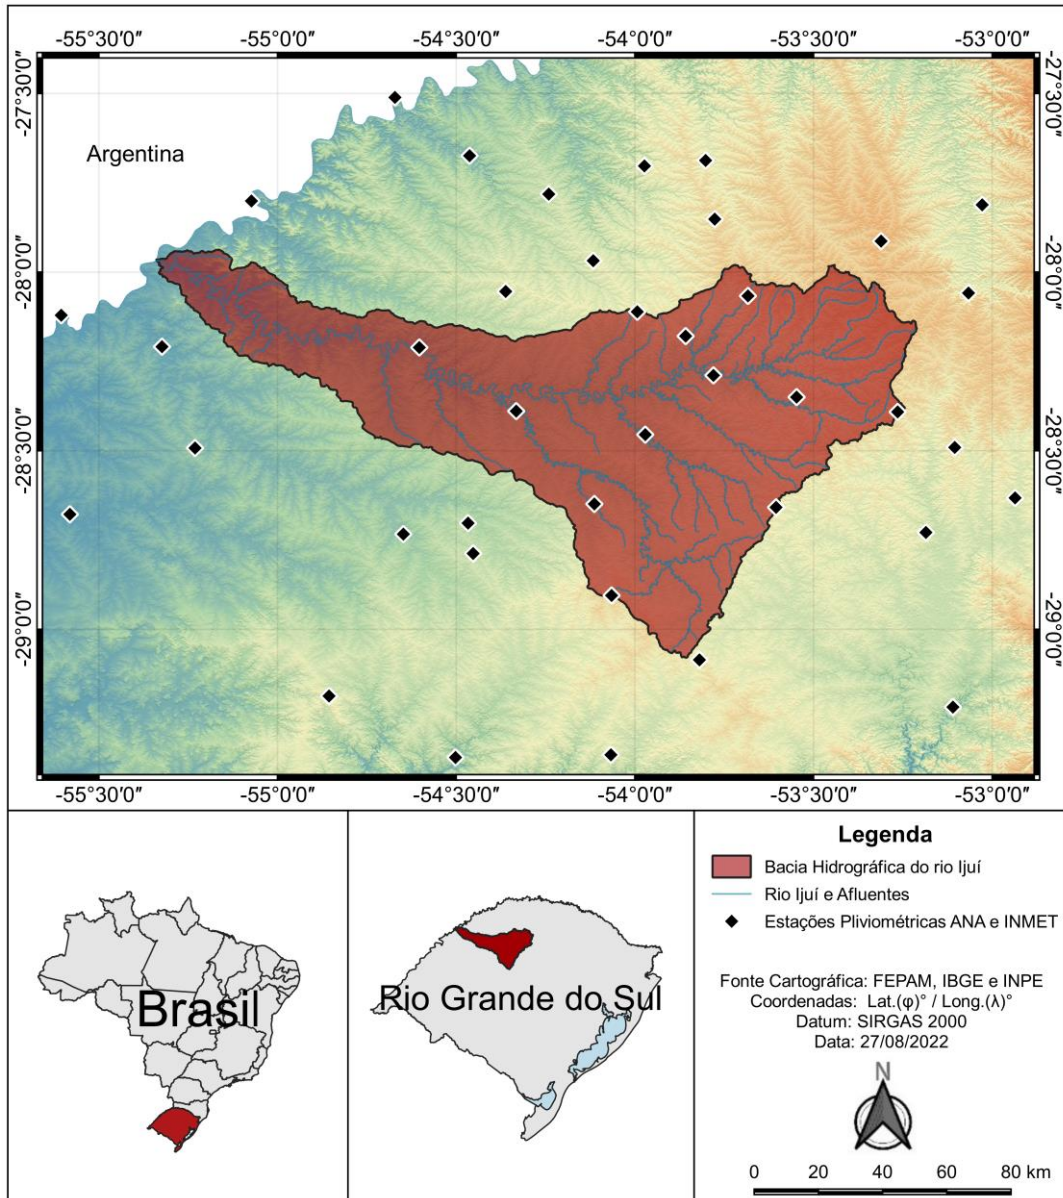 -55°30′0″ -55°0′0″ -54°30′0″ -54°0′0″ -53°30′0″ -53°0′0″
-27°30′0″ -27°30′0″
Argentina
-28°0′0″ -28°0′0″
-28°30′0″ -28°30′0″
-29°0′0″ -29°0′0″
-55°30′0″ -55°0′0″ -54°30′0″ -54°0′0″ -53°30′0″ -53°0′0″
Brasil
Rio Grande do Sul
Legenda
Bacia Hidrográfica do rio Ijuí
Rio Ijuí e Afluentes
Estações Pliviométricas ANA e INMET
Fonte Cartográfica: FEPAM, IBGE e INPE
Coordenadas: Lat.(φ)° / Long.(λ)°
Datum: SIRGAS 2000
Data: 27/08/2022
N
0 20 40 60 80 km